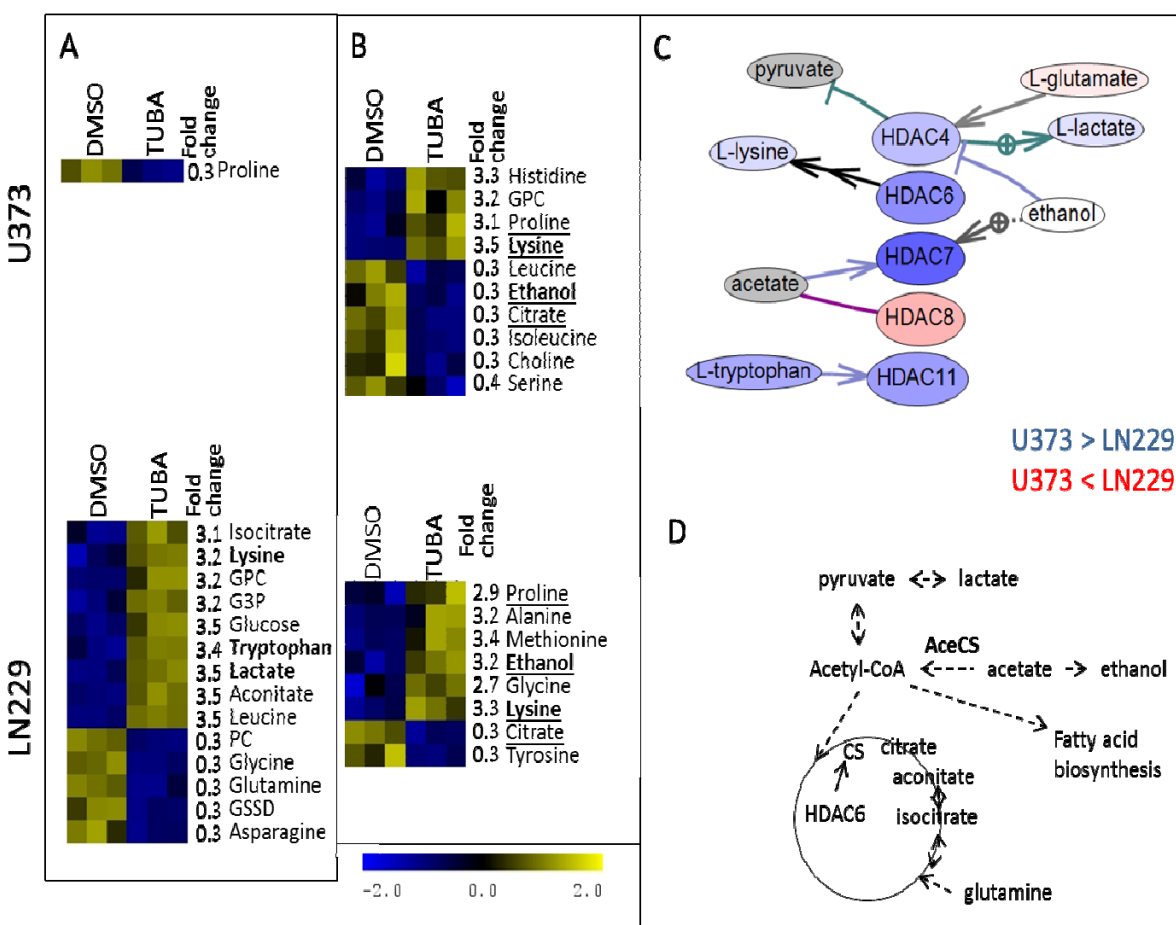 A
U373
DMSO
TUBA
Fold change
0.3 Proline
LN229
DMSO
TUBA
Fold change
3.1 Isocitrate
3.2 Lysine
3.2 GPC
3.2 G3P
3.5 Glucose
3.4 Tryptophan
3.5 Lactate
3.5 Aconitate
3.5 Leucine
0.3 PC
0.3 Glycine
0.3 Glutamine
0.3 GSSD
0.3 Asparagine
B
DMSO
TUBA
Fold change
3.3 Histidine
3.2 GPC
3.1 Proline
3.5 Lysine
0.3 Leucine
0.3 Ethanol
0.3 Citrate
0.3 Isoleucine
0.3 Choline
0.4 Serine
DMSO
TUBA
Fold change
2.9 Proline
3.2 Alanine
3.4 Methionine
3.2 Ethanol
2.7 Glycine
3.3 Lysine
0.3 Citrate
0.3 Tyrosine
-2.0 0.0 2.0
C
pyruvate
L-glutamate
HDAC4
L-lactate
L-lysine
HDAC6
ethanol
HDAC7
acetate
HDAC8
L-tryptophan
HDAC11
U373 > LN229
U373 < LN229
D
pyruvate lactate
AceCS
Acetyl-CoA acetate ethanol
Fatty acid
biosynthesis
CS citrate
aconitate
HDAC6 isocitrate
glutamine